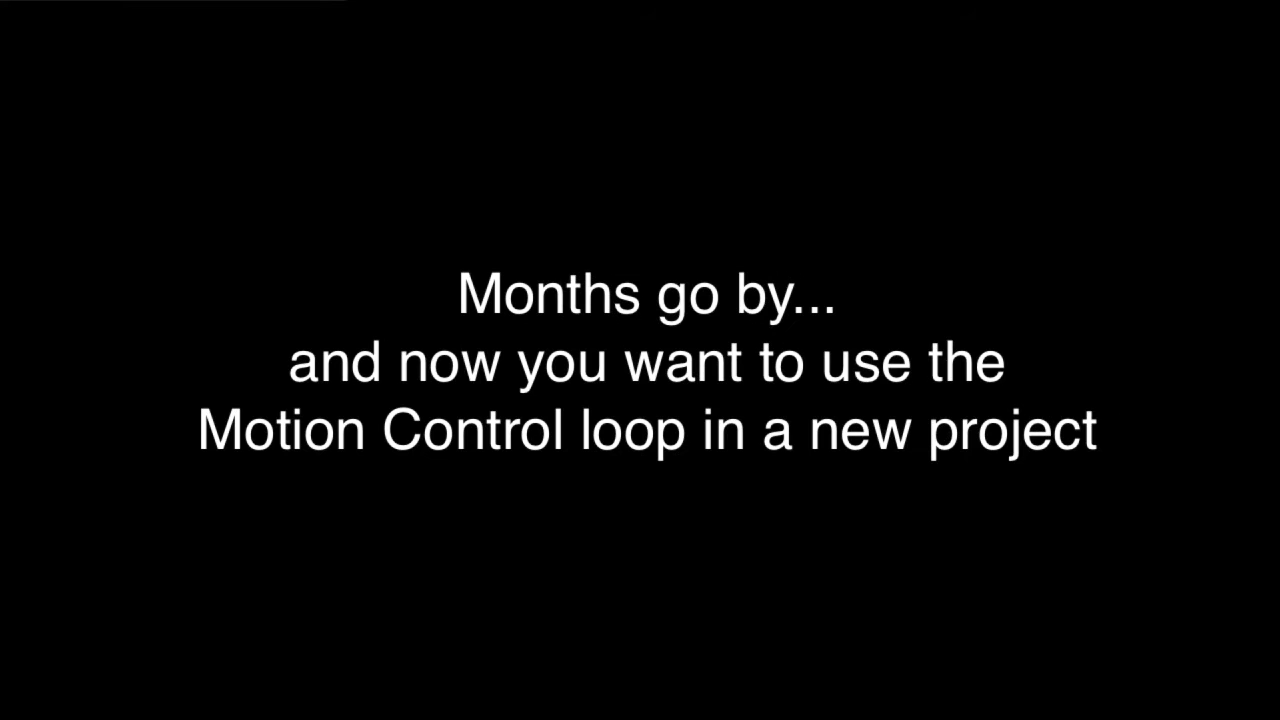 Months go by...
and now you want to use the
Motion Control loop in a new project